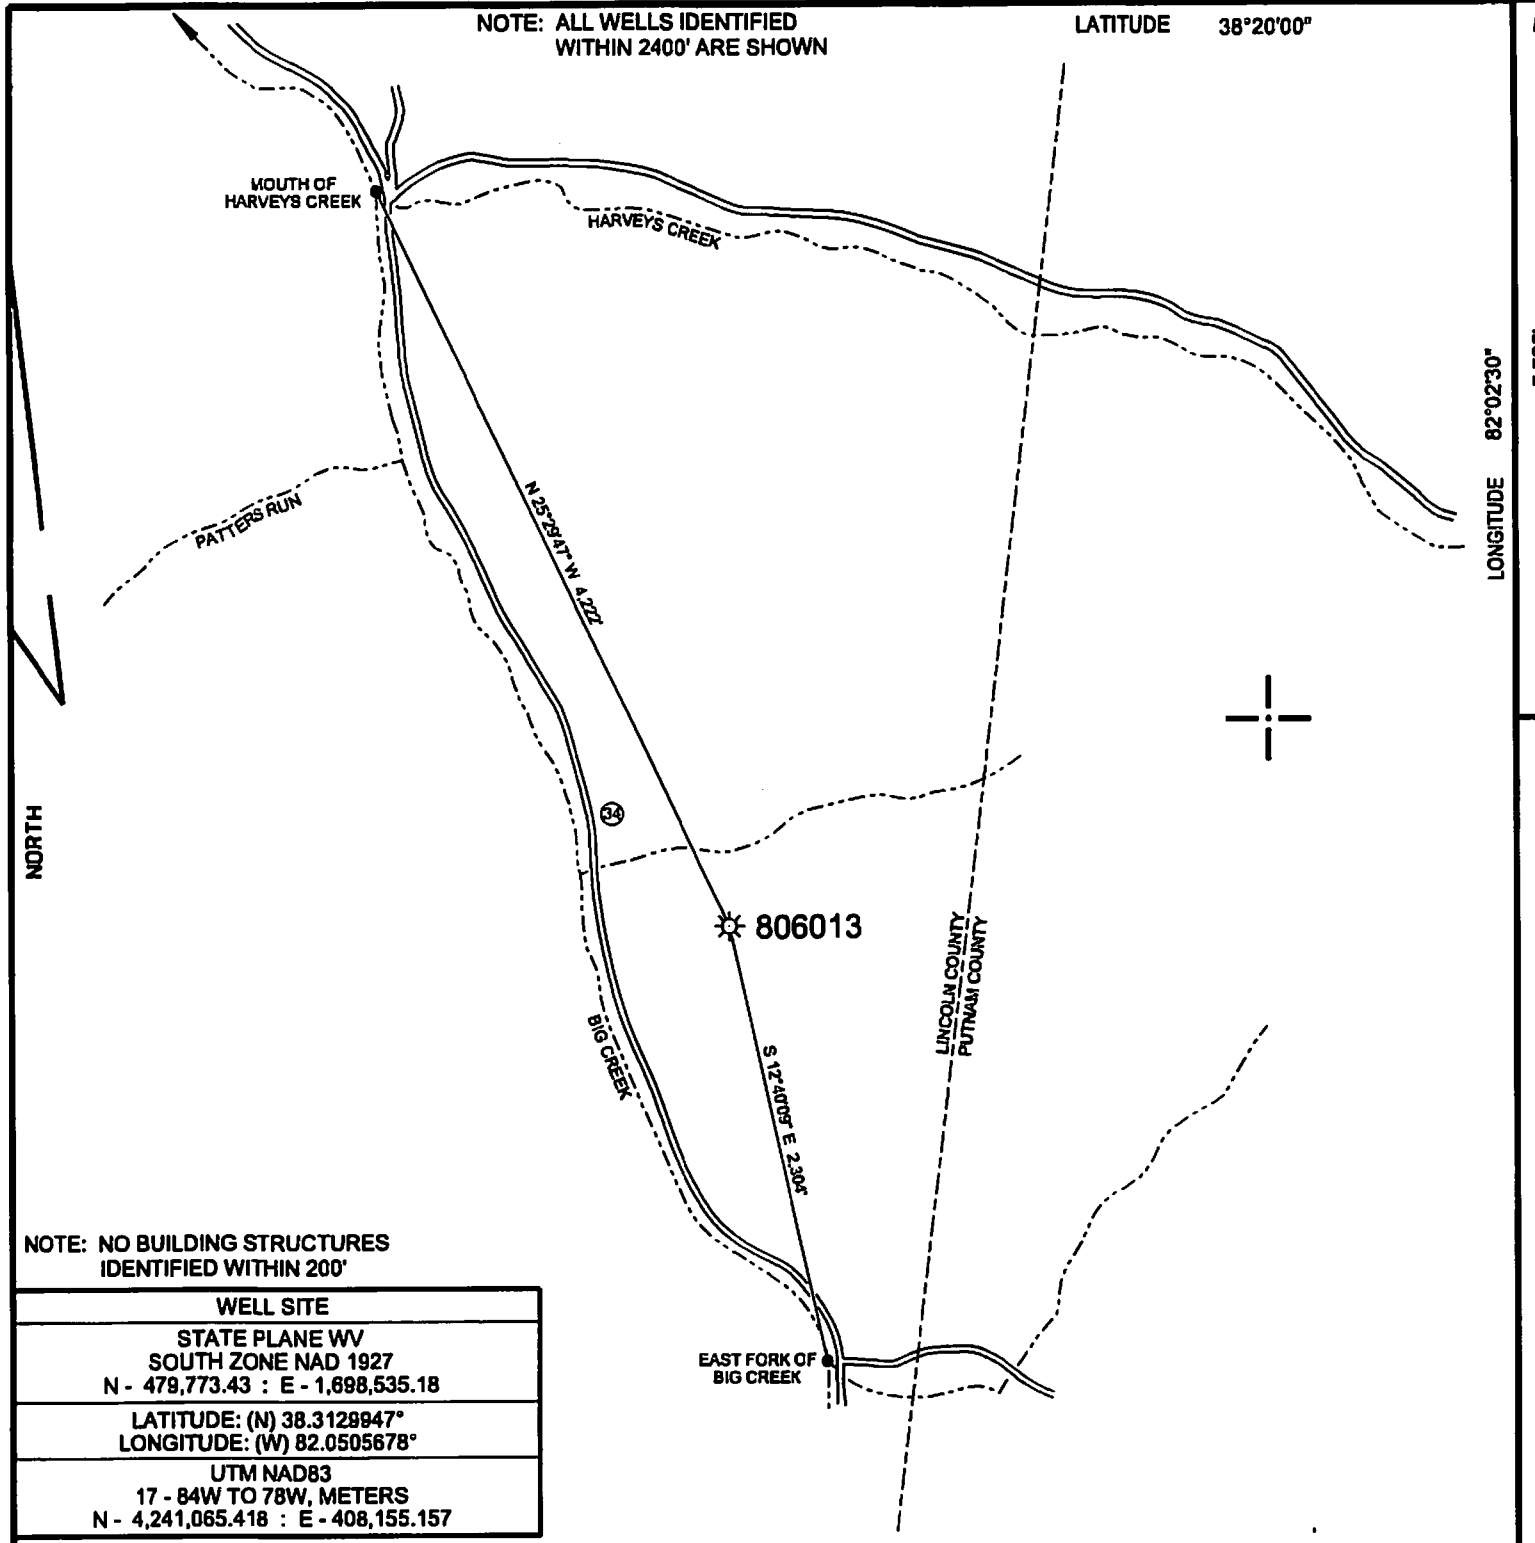 NOTE: ALL WELLS IDENTIFIED
WITHIN 2400' ARE SHOWN
LATITUDE 38°20'00"
MOUTH OF
HARVEYS CREEK
HARVEYS CREEK
LONGITUDE 82°02'30"
PATTERS RUN
N 25°29'47" W 4,222'
34
NORTH
806013
LINCOLN COUNTY
PUTNAM COUNTY
BIG CREEK
S 12°40'09" E 2,304'
EAST FORK OF
BIG CREEK
NOTE: NO BUILDING STRUCTURES
IDENTIFIED WITHIN 200'
WELL SITE
STATE PLANE WV
SOUTH ZONE NAD 1927
N - 479,773.43 : E - 1,698,535.18
LATITUDE: (N) 38.3129947°
LONGITUDE: (W) 82.0505678°
UTM NAD83
17 - 84W TO 78W, METERS
N - 4,241,065.418 : E - 408,155.157